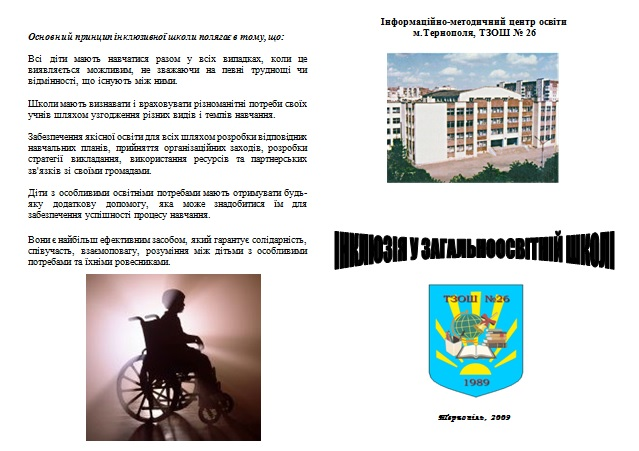 Основний принцип інклюзивної школи полягає в тому, що:
Всі діти мають навчатися разом у всіх випадках, коли це
виявляється можливим, не зважаючи на певні труднощі чи
відмінності, що існують між ними.
Школи мають визнавати і враховувати різноманітні потреби своїх
учнів шляхом узгодження різних видів і темпів навчання.
Забезпечення якісної освіти для всіх шляхом розробки відповідних
навчальних планів, прийняття організаційних заходів, розробки
стратегії викладання, використання ресурсів та партнерських
зв'язків зі своїми громадами.
Діти з особливими освітніми потребами мають отримувати будь-
яку додаткову допомогу, яка може знадобитися їм для
забезпечення успішності процесу навчання.
Вони є найбільш ефективним засобом, який гарантує солідарність,
співучасть, взаємоповагу, розуміння між дітьми з особливими
потребами та їхніми ровесниками.
Інформаційно-методичний центр освіти
м.Тернополя, ТЗОШ № 26
ІНКЛЮЗІЯ У ЗАГАЛЬНООСВІТНІЙ ШКОЛІ
ТЗОШ №26
1989
Тернопіль, 2009